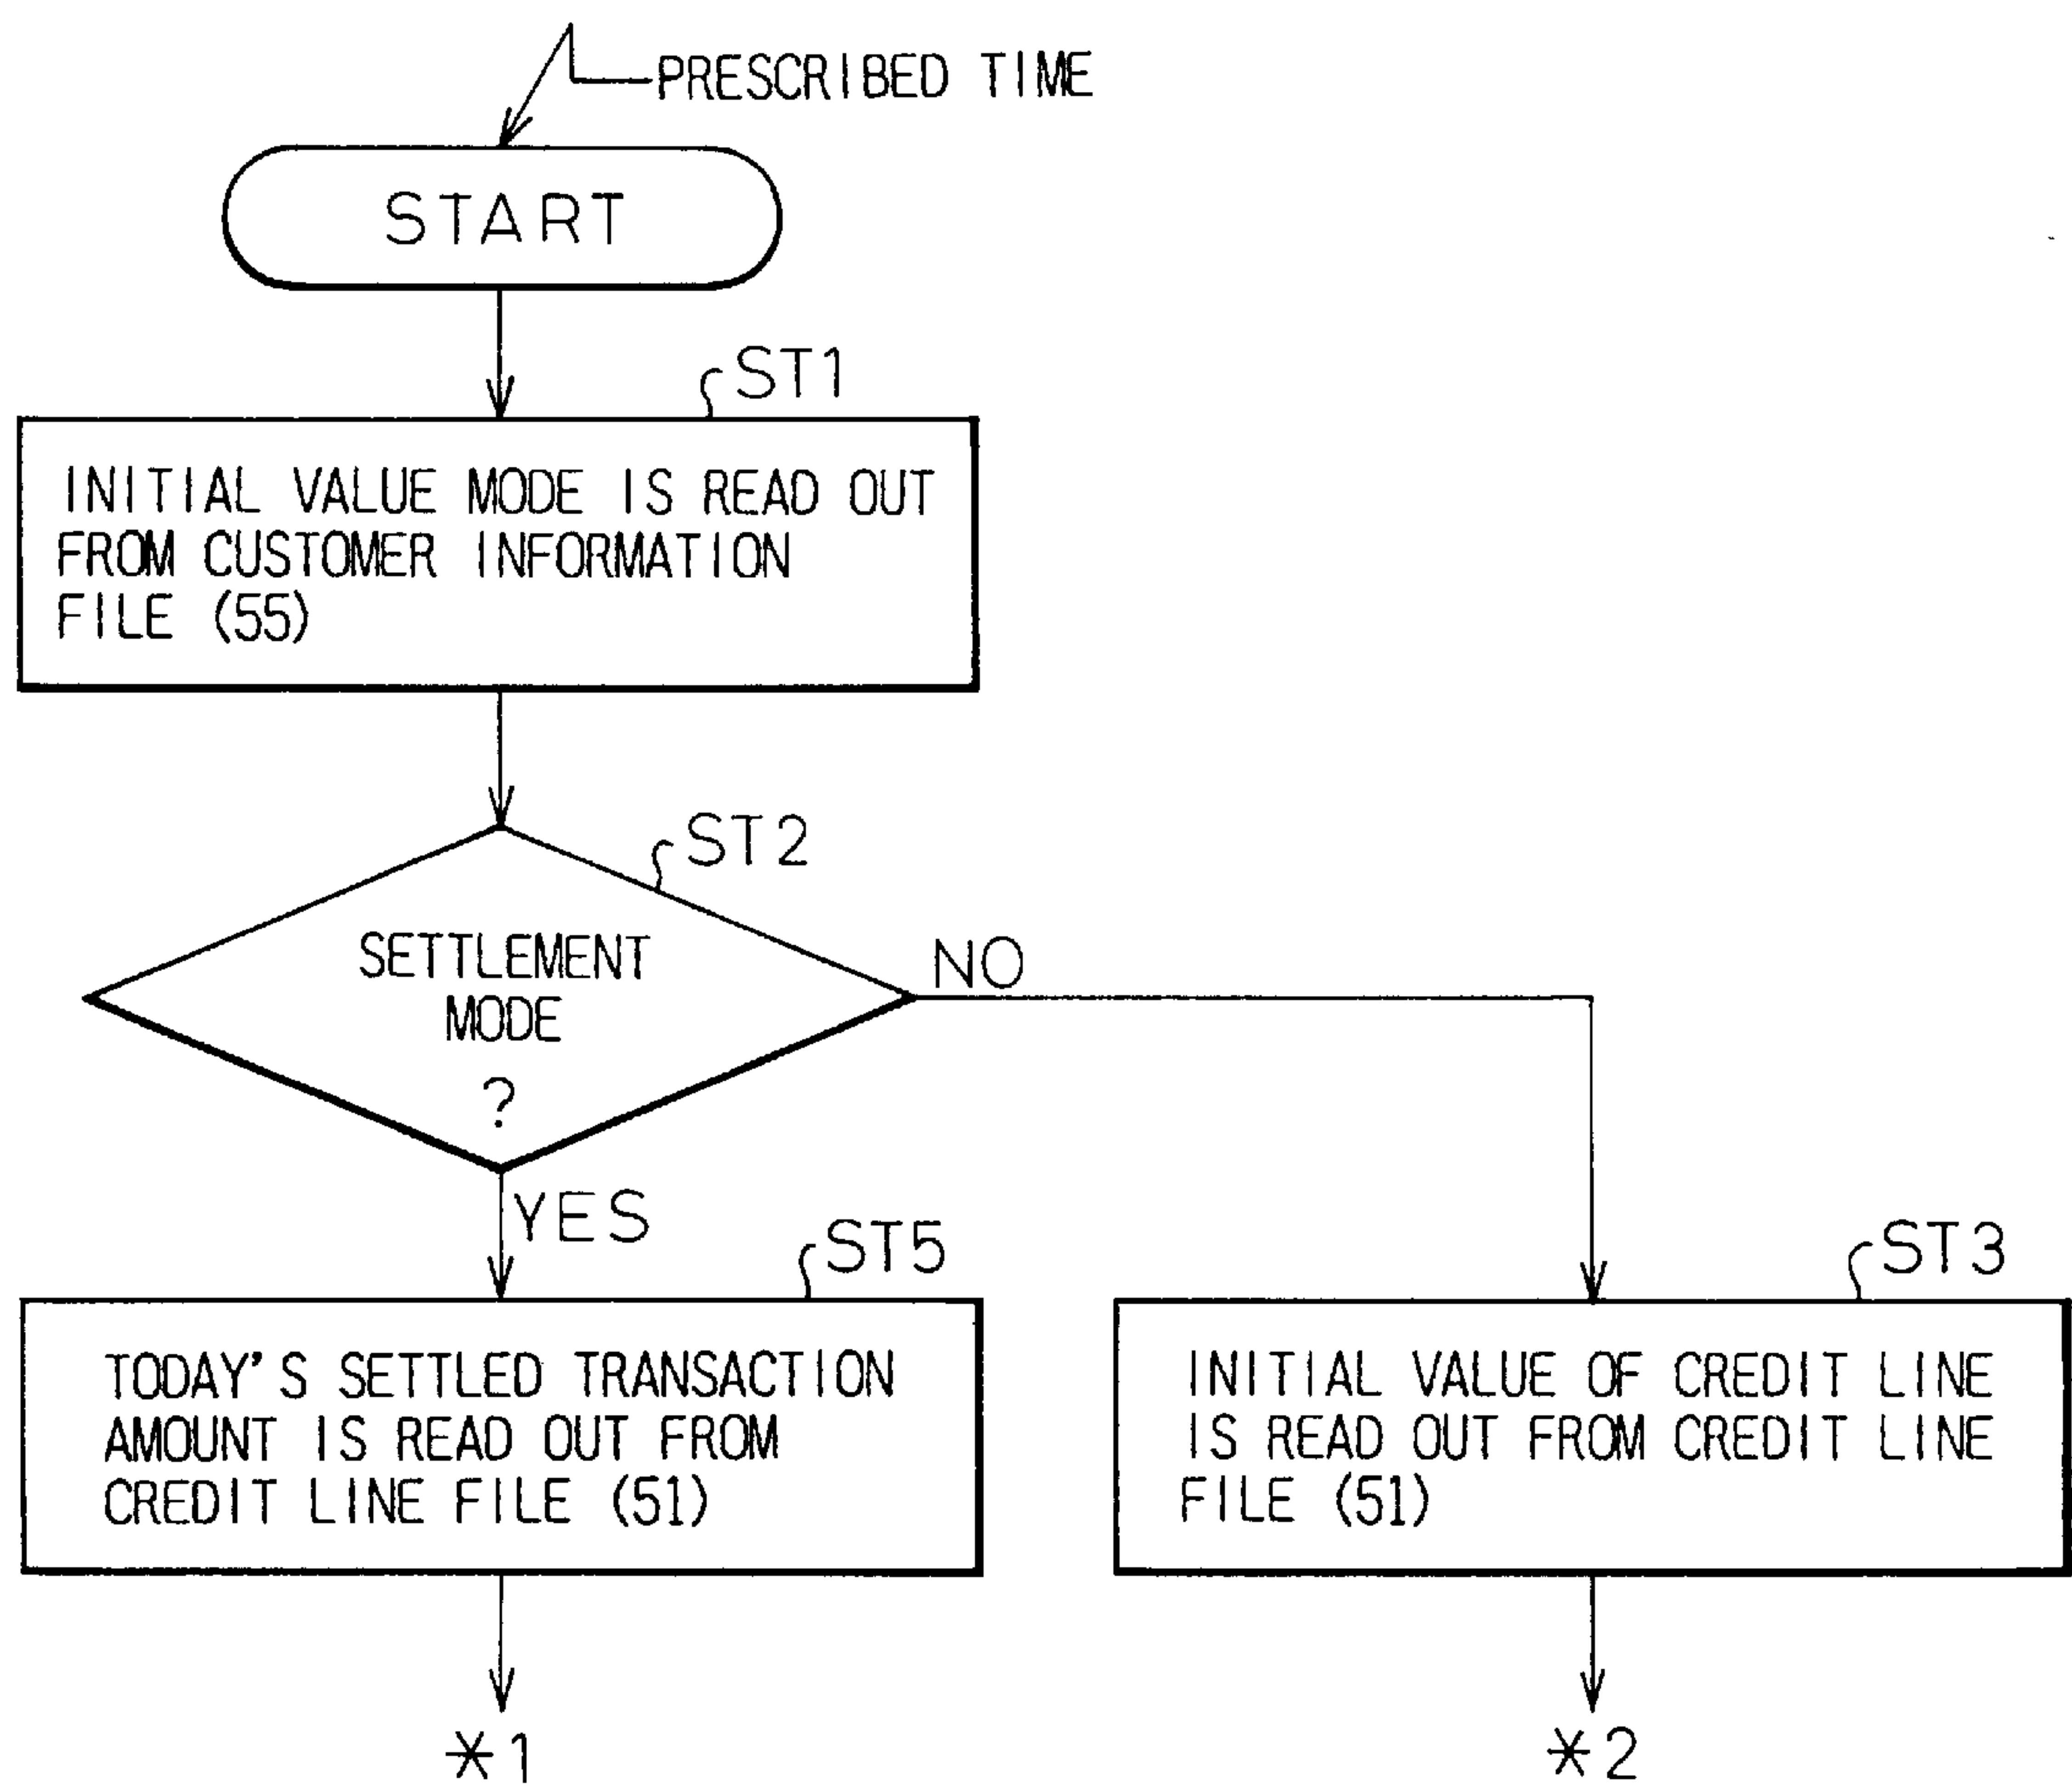 PRESCRIBED TIME
START
ST1
INITIAL VALUE MODE IS READ OUT
FROM CUSTOMER INFORMATION
FILE (55)
ST2
SETTLEMENT
MODE
?
NO
YES
ST5
TODAY'S SETTLED TRANSACTION
AMOUNT IS READ OUT FROM
CREDIT LINE FILE (51)
ST3
INITIAL VALUE OF CREDIT LINE
IS READ OUT FROM CREDIT LINE
FILE (51)
*1
*2